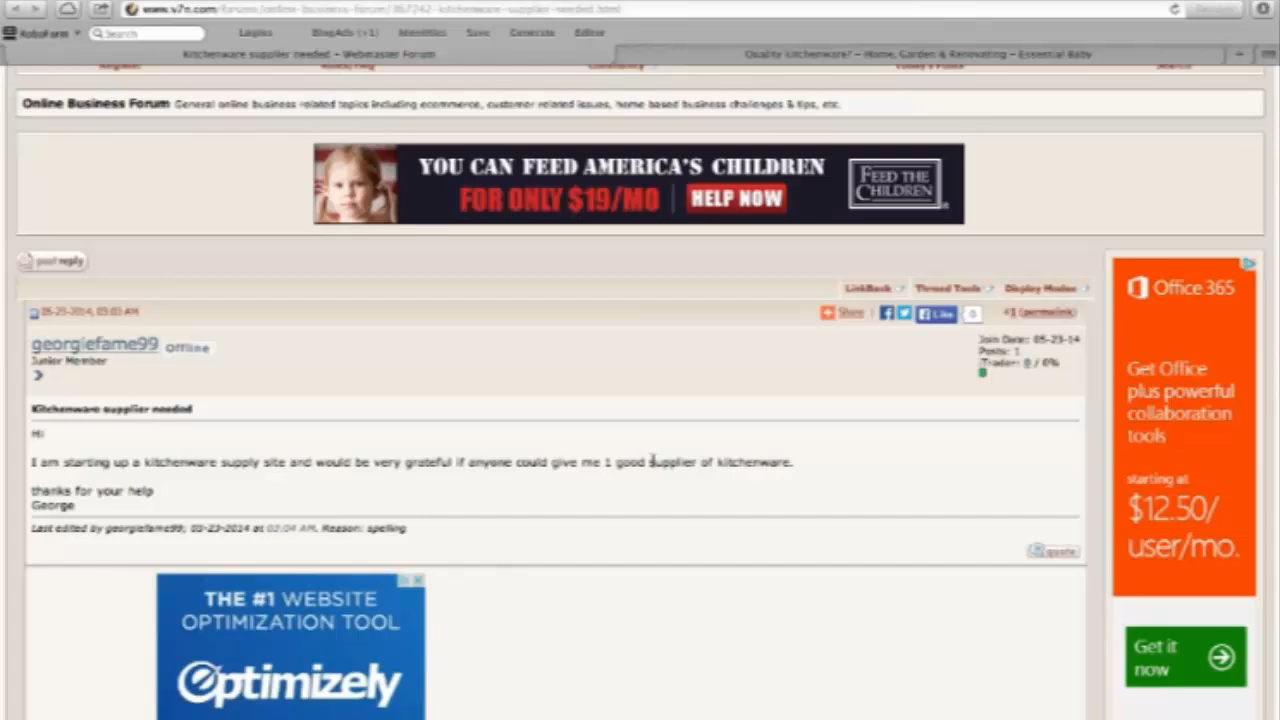 www.v7n.com/forums/online-business-forum/367242-kitchenware-supplier-needed.html
RoboForm Search Logins BlogAds (+1) Identities Save Generate Editor
Kitchenware supplier needed – Webmaster Forum Quality kitchenware? – Home, Garden & Renovating – Essential Baby
Register Community Today's Posts Search
Online Business Forum General online business related topics including ecommerce, customer related issues, home based business challenges & tips, etc.
YOU CAN FEED AMERICA'S CHILDREN
FOR ONLY $19/MO HELP NOW
FEED THE
CHILDREN
post reply
LinkBack Thread Tools Display Modes
05-23-2014, 03:03 AM Share Like 0 #1 (permalink)
georgiefame99 Offline
Junior Member
Join Date: 05-23-14
Posts: 1
iTrader: 0 / 0%
Kitchenware supplier needed
Hi
I am starting up a kitchenware supply site and would be very grateful if anyone could give me 1 good supplier of kitchenware.
thanks for your help
George
Last edited by georgiefame99; 05-23-2014 at 03:04 AM. Reason: spelling
quote
THE #1 WEBSITE
OPTIMIZATION TOOL
Optimizely
Office 365
Get Office
plus powerful
collaboration
tools
starting at
$12.50/
user/mo.
Get it
now